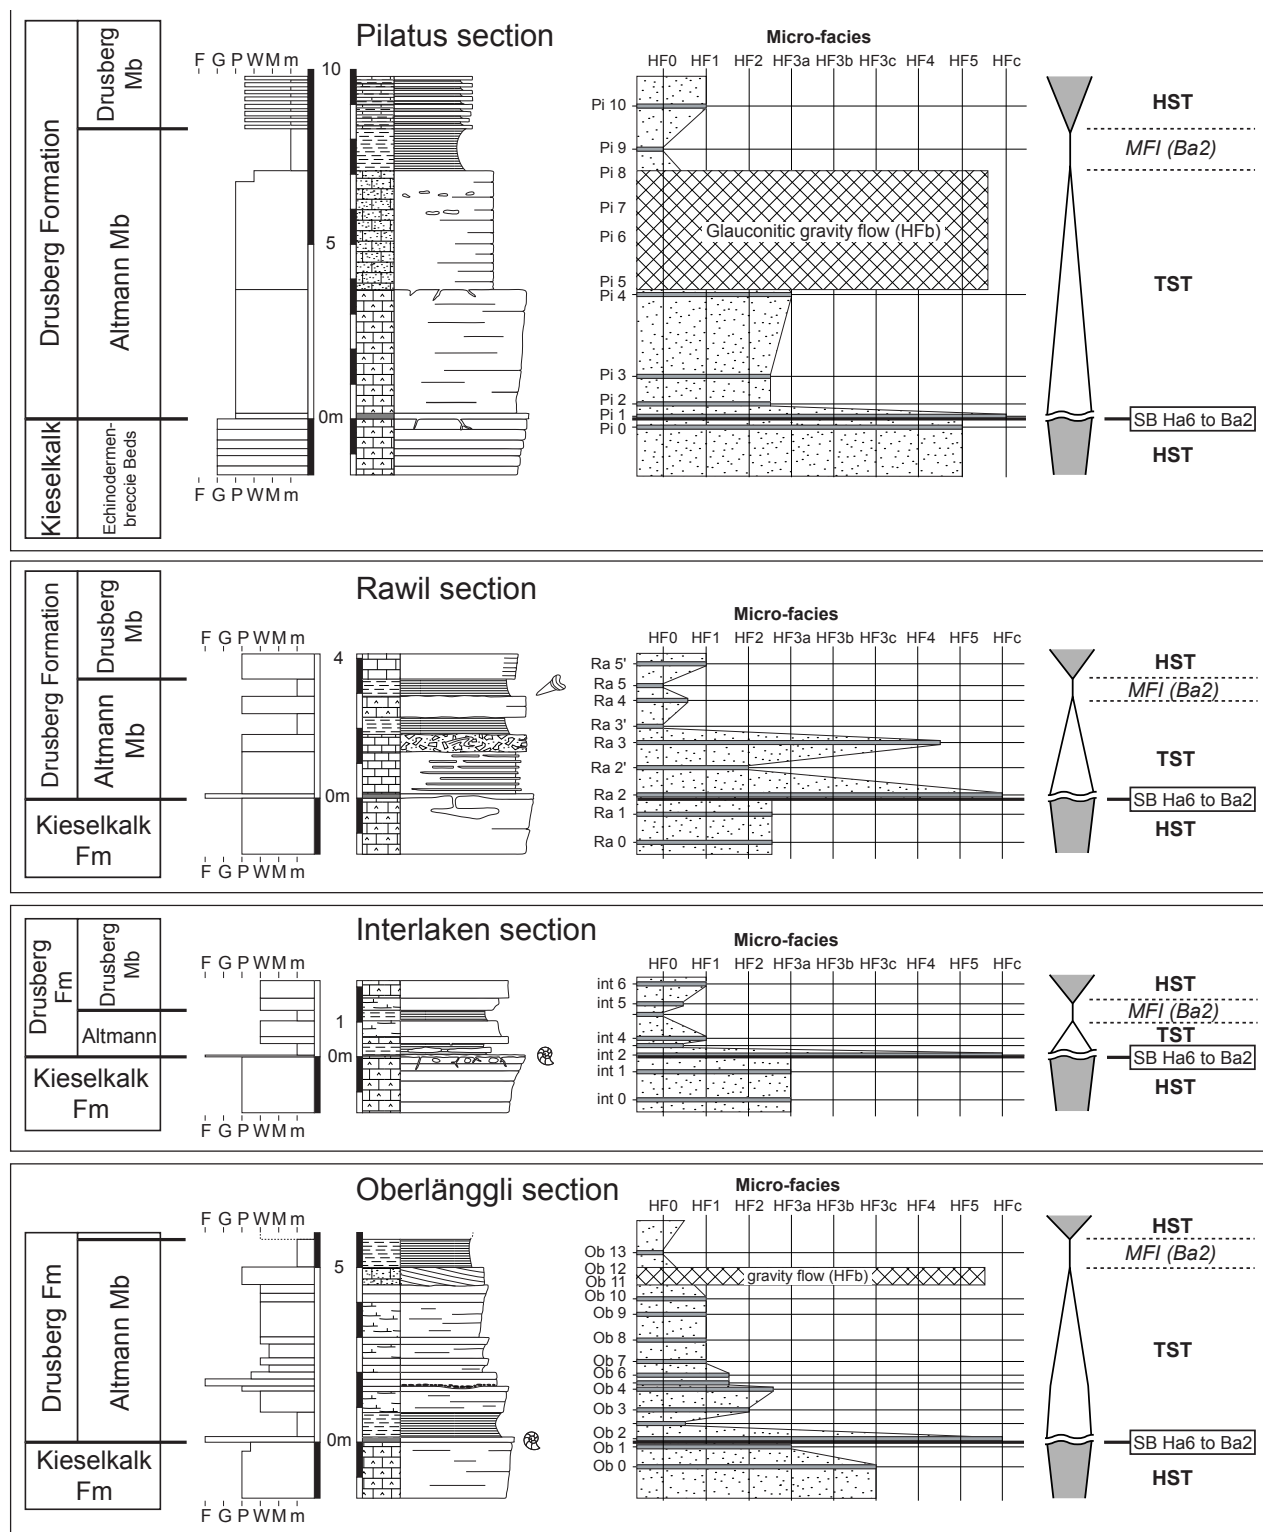 Pilatus section
Drusberg Formation
Drusberg
Mb
Altmann Mb
Kieselkalk
Echinodermen-
breccie Beds
F G P W M m
10
5
0m
F G P W M m
Micro-facies
HF0 HF1 HF2 HF3a HF3b HF3c HF4 HF5 HFc
Pi 10
Pi 9
Pi 8
Pi 7
Pi 6
Pi 5
Pi 4
Pi 3
Pi 2
Pi 1
Pi 0
Glauconitic gravity flow (HFb)
HST
MFI (Ba2)
TST
SB Ha6 to Ba2
HST
Rawil section
Drusberg Formation
Drusberg
Mb
Altmann
Mb
Kieselkalk
Fm
F G P W M m
4
0m
F G P W M m
Micro-facies
HF0 HF1 HF2 HF3a HF3b HF3c HF4 HF5 HFc
Ra 5'
Ra 5
Ra 4
Ra 3'
Ra 3
Ra 2'
Ra 2
Ra 1
Ra 0
HST
MFI (Ba2)
TST
SB Ha6 to Ba2
HST
Interlaken section
Drusberg
Fm
Drusberg
Mb
Altmann
Kieselkalk
Fm
F G P W M m
1
0m
F G P W M m
Micro-facies
HF0 HF1 HF2 HF3a HF3b HF3c HF4 HF5 HFc
int 6
int 5
int 4
int 2
int 1
int 0
HST
MFI (Ba2)
TST
SB Ha6 to Ba2
HST
Oberlänggli section
Drusberg Fm
Altmann Mb
Kieselkalk
Fm
F G P W M m
5
0m
F G P W M m
Micro-facies
HF0 HF1 HF2 HF3a HF3b HF3c HF4 HF5 HFc
Ob 13
Ob 12
Ob 11
Ob 10
Ob 9
Ob 8
Ob 7
Ob 6
Ob 4
Ob 3
Ob 2
Ob 1
Ob 0
gravity flow (HFb)
HST
MFI (Ba2)
TST
SB Ha6 to Ba2
HST